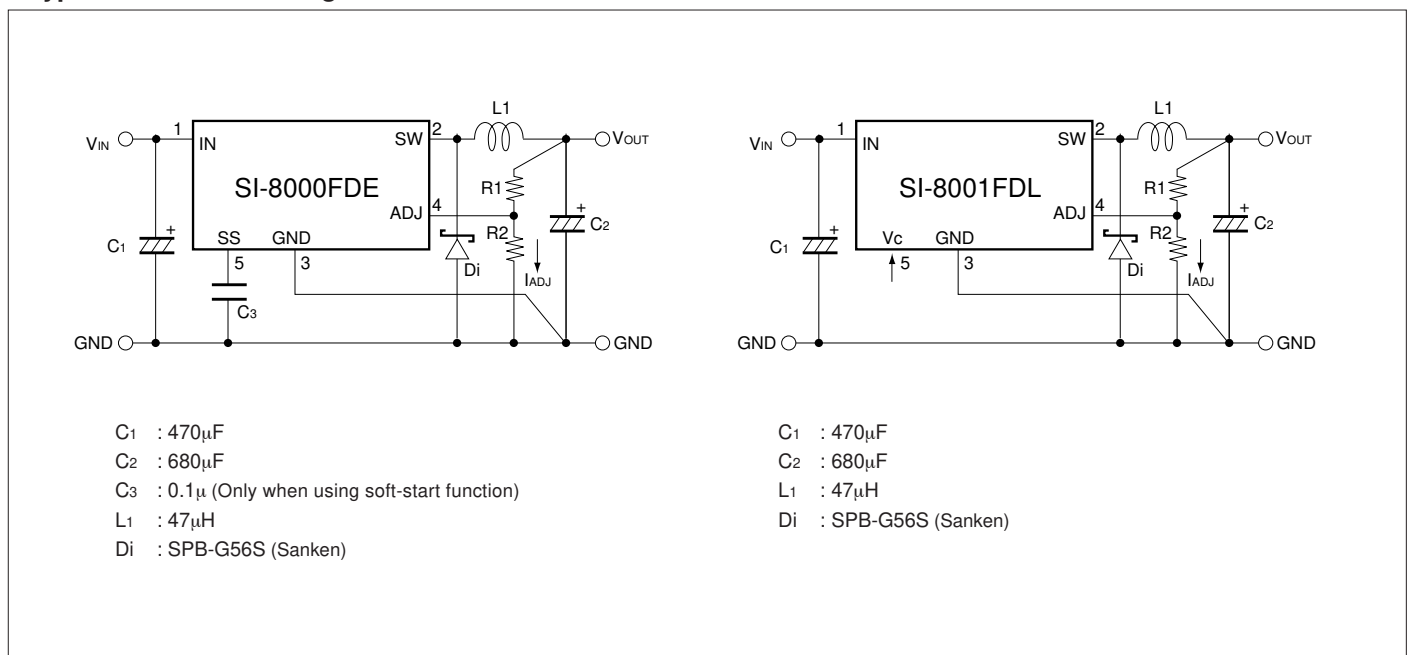 L1
VIN
1
IN
SW
2
VOUT
SI-8000FDE
R1
ADJ
4
+
C1
+
C2
R2
SS
GND
5
3
Di
IADJ
C3
GND
GND
C1 : 470μF
C2 : 680μF
C3 : 0.1μ (Only when using soft-start function)
L1 : 47μH
Di : SPB-G56S (Sanken)
L1
VIN
1
IN
SW
2
VOUT
SI-8001FDL
R1
ADJ
4
+
C1
+
C2
R2
Vc
GND
5
3
Di
IADJ
GND
GND
C1 : 470μF
C2 : 680μF
L1 : 47μH
Di : SPB-G56S (Sanken)